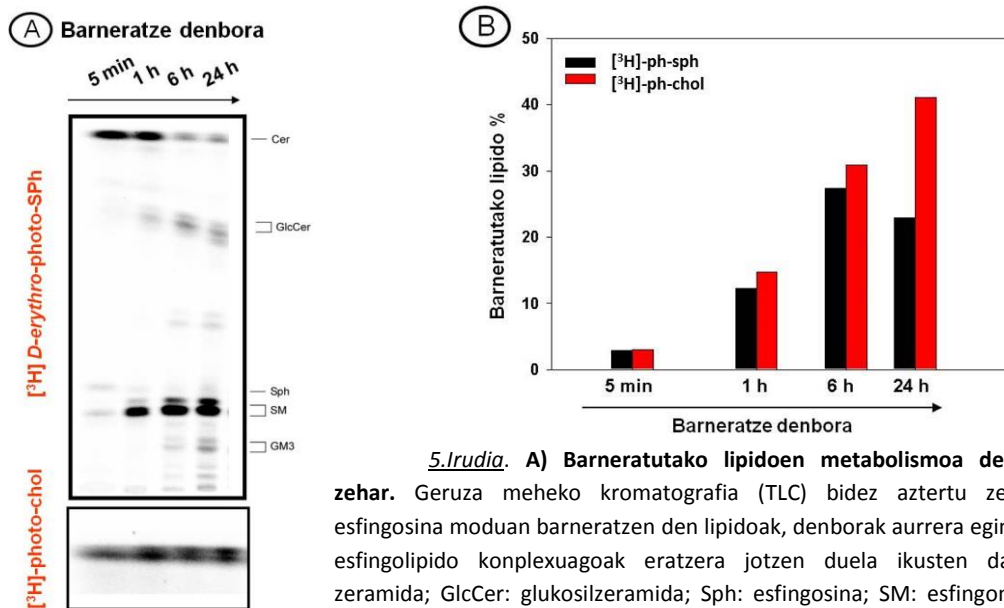 A Barneratze denbora
5 min 1 h 6 h 24 h
[³H] D-erythro-photo-SPh
Cer
GlcCer
Sph
SM
GM3
[³H]-photo-chol
B
Barneratutako lipido %
50
40
30
20
10
0
[³H]-ph-sph
[³H]-ph-chol
5 min 1 h 6 h 24 h
Barneratze denbora
5.Irudia. A) Barneratutako lipidoen metabolismoa de
zehar. Geruza meheko kromatografia (TLC) bidez aztertu ze
esfingosina moduan barneratzen den lipidoak, denborak aurrera egin
esfingolipido konplexuagoak eratzera jotzen duela ikusten da
zeramida; GlcCer: glukosilzeramida; Sph: esfingosina; SM: esfingor